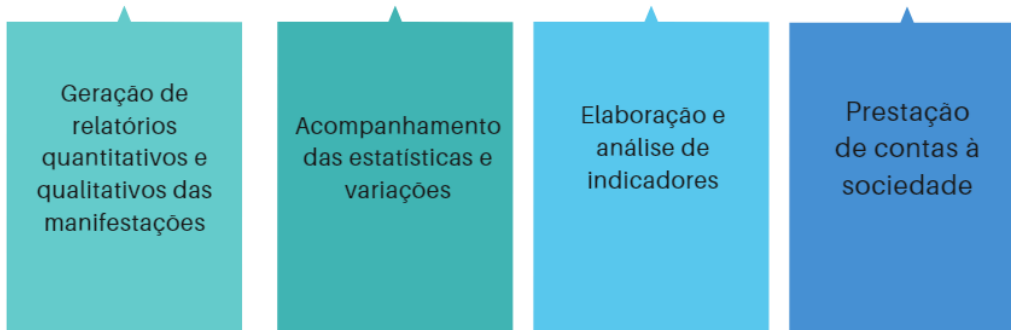 Geração de
relatórios
quantitativos e
qualitativos das
manifestações
Acompanhamento
das estatísticas e
variações
Elaboração e
análise de
indicadores
Prestação
de contas à
sociedade